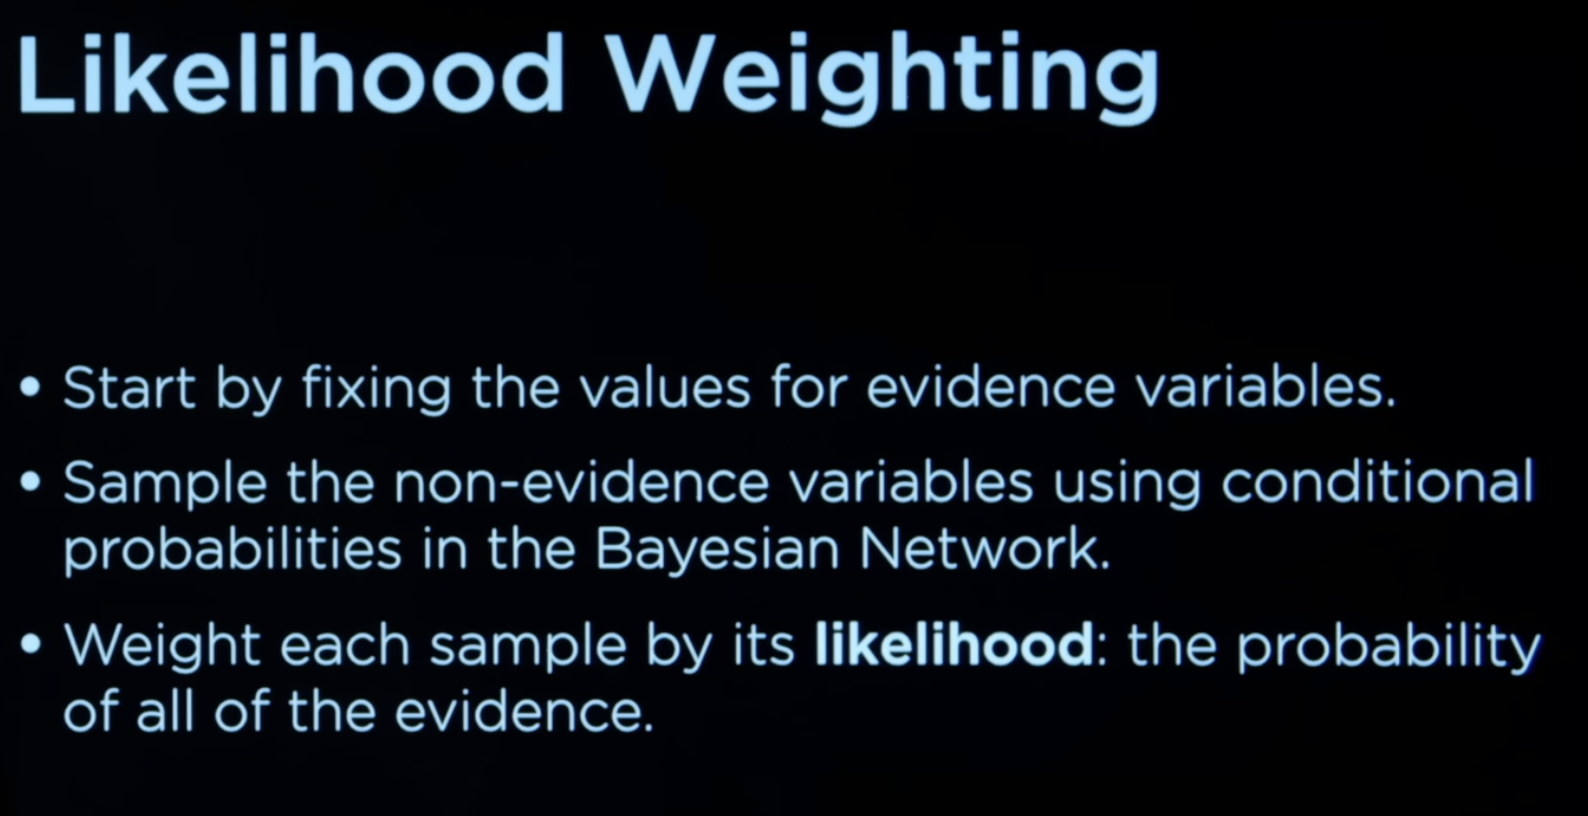 Likelihood Weighting
• Start by fixing the values for evidence variables.
• Sample the non-evidence variables using conditional
probabilities in the Bayesian Network.
• Weight each sample by its likelihood: the probability
of all of the evidence.